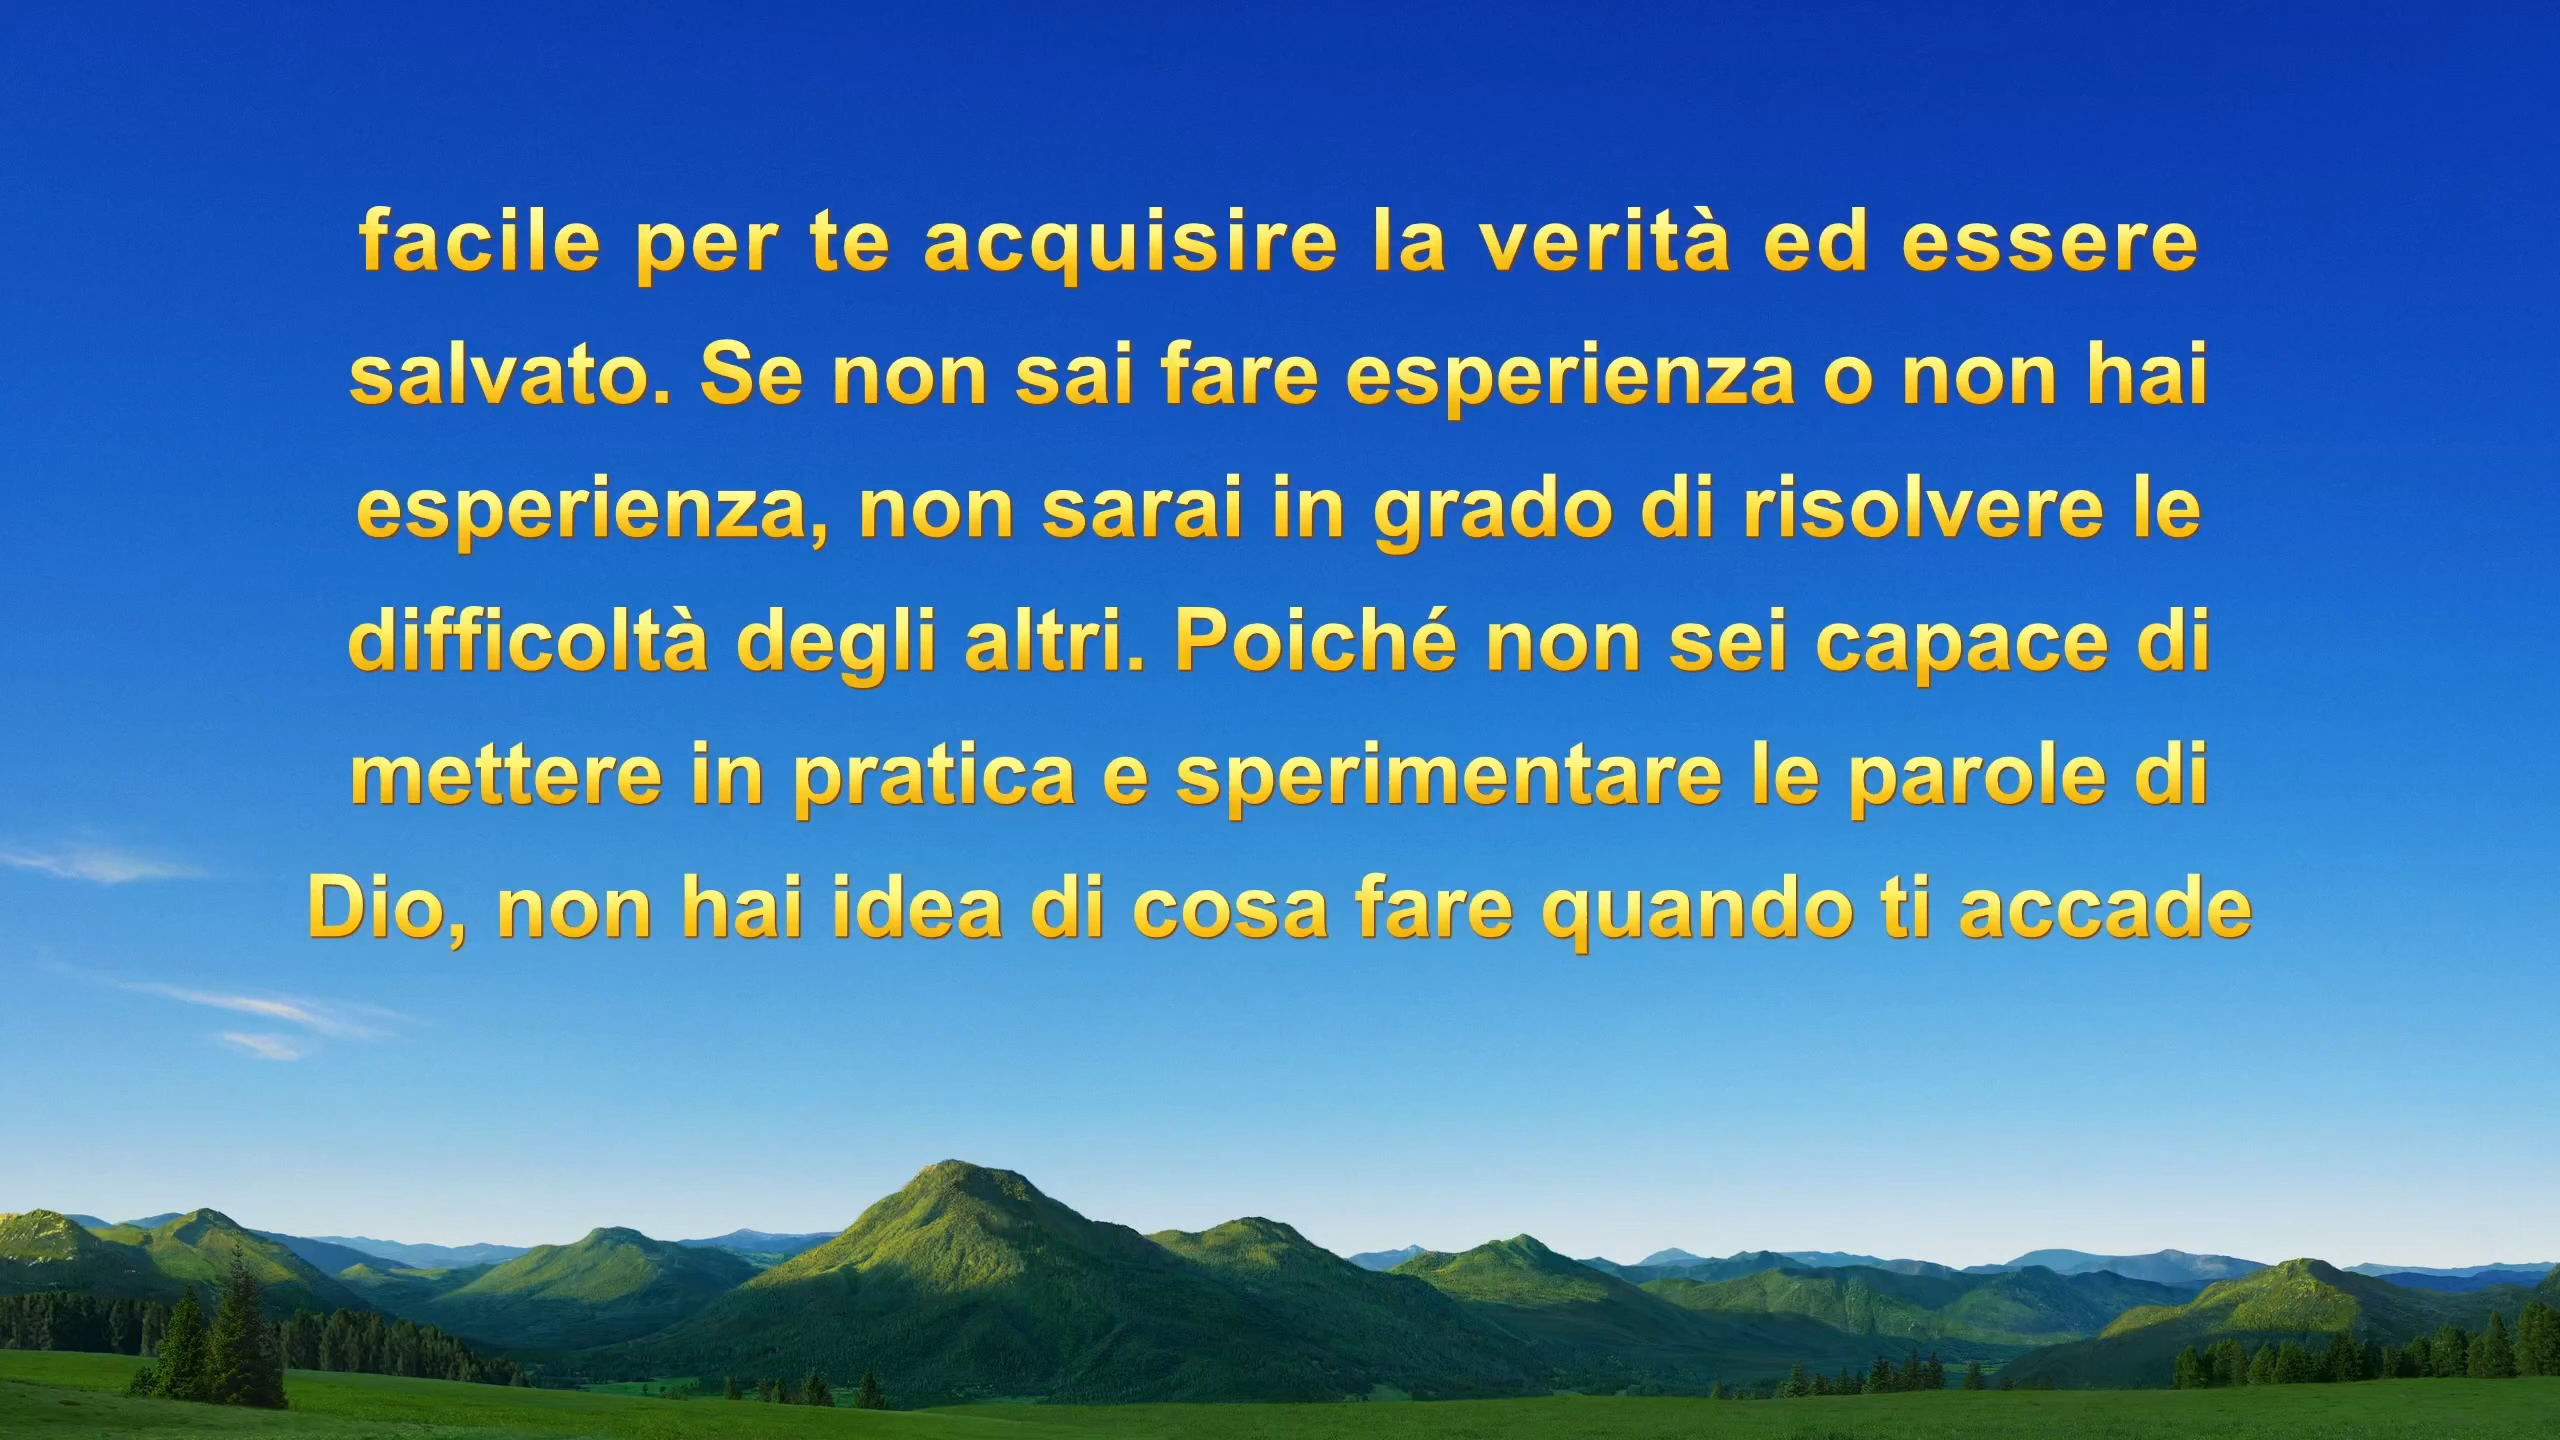 facile per te acquisire la verità ed essere
salvato. Se non sai fare esperienza o non hai
esperienza, non sarai in grado di risolvere le
difficoltà degli altri. Poiché non sei capace di
mettere in pratica e sperimentare le parole di
Dio, non hai idea di cosa fare quando ti accade